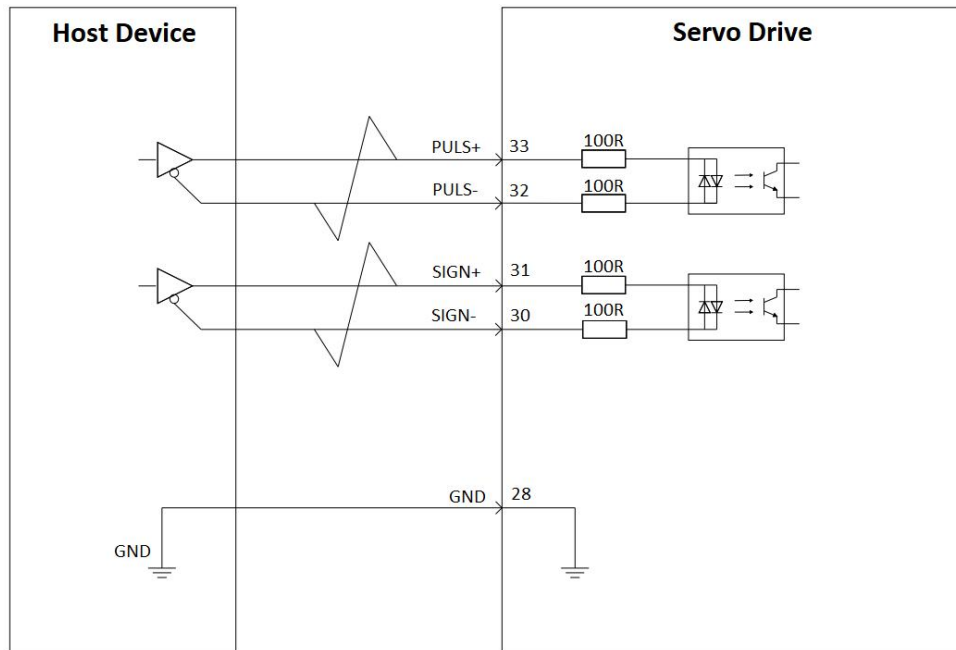 Host Device
Servo Drive
PULS+ 33 100R
PULS- 32 100R
SIGN+ 31 100R
SIGN- 30 100R
GND 28
GND